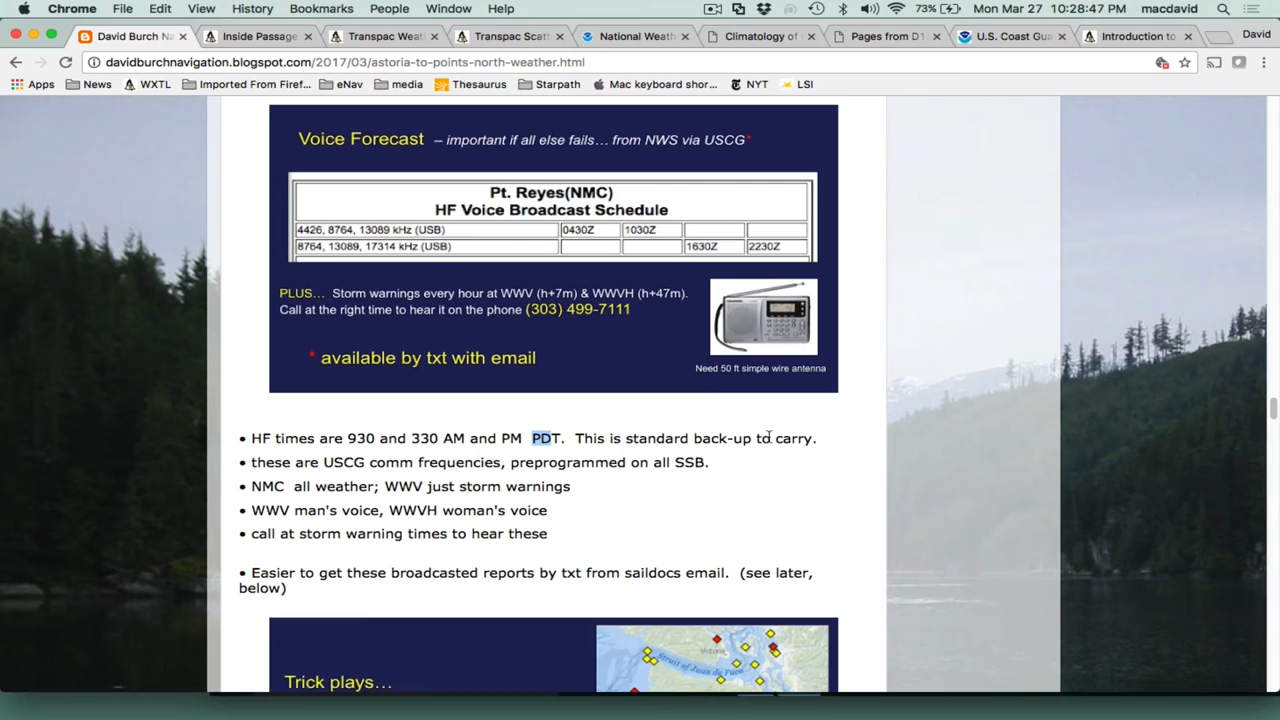 Chrome File Edit View History Bookmarks People Window Help 73% Mon Mar 27 10:28:47 PM macdavid
David Burch Na Inside Passage Transpac Weat Transpac Scatt National Weath Climatology of Pages from D1 U.S. Coast Gua Introduction to David
davidburchnavigation.blogspot.com/2017/03/astoria-to-points-north-weather.html
Apps News WXTL Imported From Firef... eNav media Thesaurus Starpath Mac keyboard shor... NYT LSI
Voice Forecast – important if all else fails... from NWS via USCG*
Pt. Reyes(NMC)
HF Voice Broadcast Schedule
4426, 8764, 13089 kHz (USB) 0430Z 1030Z
8764, 13089, 17314 kHz (USB) 1630Z 2230Z
PLUS... Storm warnings every hour at WWV (h+7m) & WWVH (h+47m).
Call at the right time to hear it on the phone (303) 499-7111
* available by txt with email
Need 50 ft simple wire antenna
• HF times are 930 and 330 AM and PM PDT. This is standard back-up to carry.
• these are USCG comm frequencies, preprogrammed on all SSB.
• NMC all weather; WWV just storm warnings
• WWV man's voice, WWVH woman's voice
• call at storm warning times to hear these
• Easier to get these broadcasted reports by txt from saildocs email. (see later,
below)
Victoria
Strait of Juan de Fuca
Trick plays...